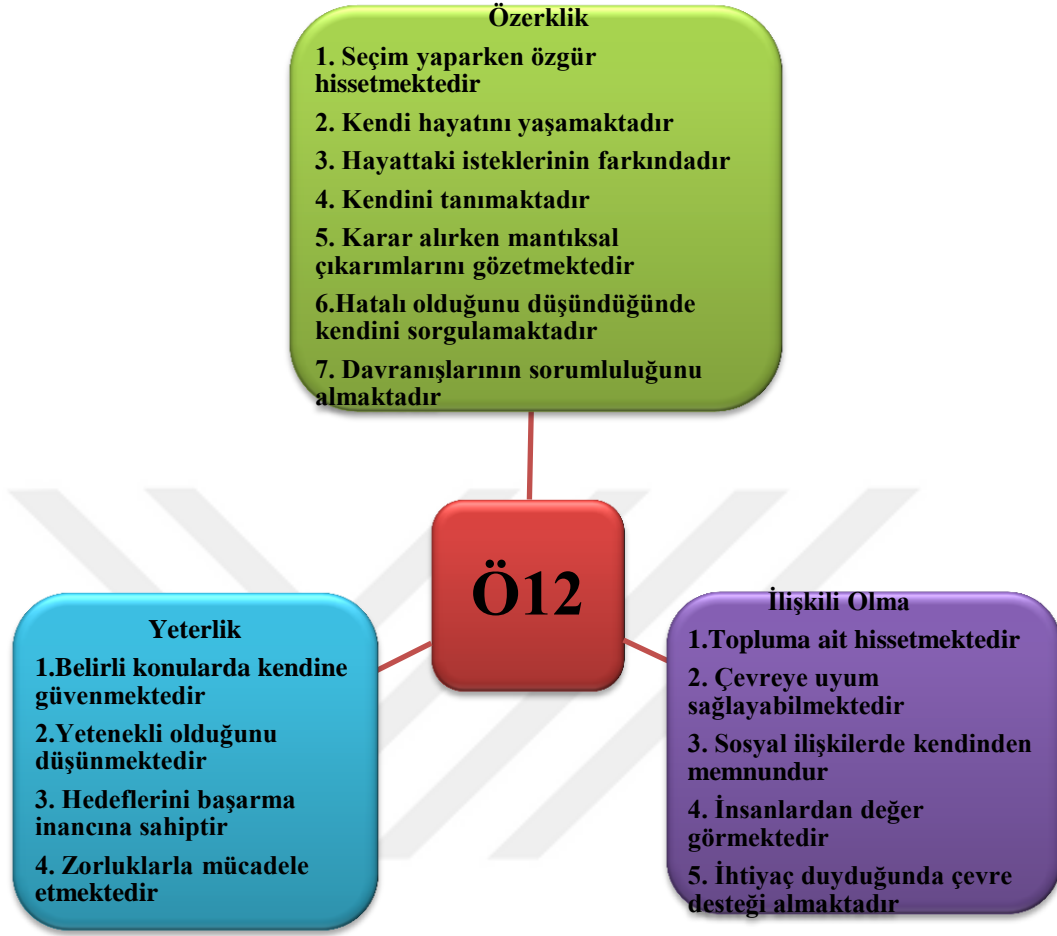 Özerklik
1. Seçim yaparken özgür
hissetmektedir
2. Kendi hayatını yaşamaktadır
3. Hayattaki isteklerinin farkındadır
4. Kendini tanımaktadır
5. Karar alırken mantıksal
çıkarımlarını gözetmektedir
6.Hatalı olduğunu düşündüğünde
kendini sorgulamaktadır
7. Davranışlarının sorumluluğunu
almaktadır
Ö12
Yeterlik
1.Belirli konularda kendine
güvenmektedir
2.Yetenekli olduğunu
düşünmektedir
3. Hedeflerini başarma
inancına sahiptir
4. Zorluklarla mücadele
etmektedir
İlişkili Olma
1.Topluma ait hissetmektedir
2. Çevreye uyum
sağlayabilmektedir
3. Sosyal ilişkilerde kendinden
memnundur
4. İnsanlardan değer
görmektedir
5. İhtiyaç duyduğunda çevre
desteği almaktadır